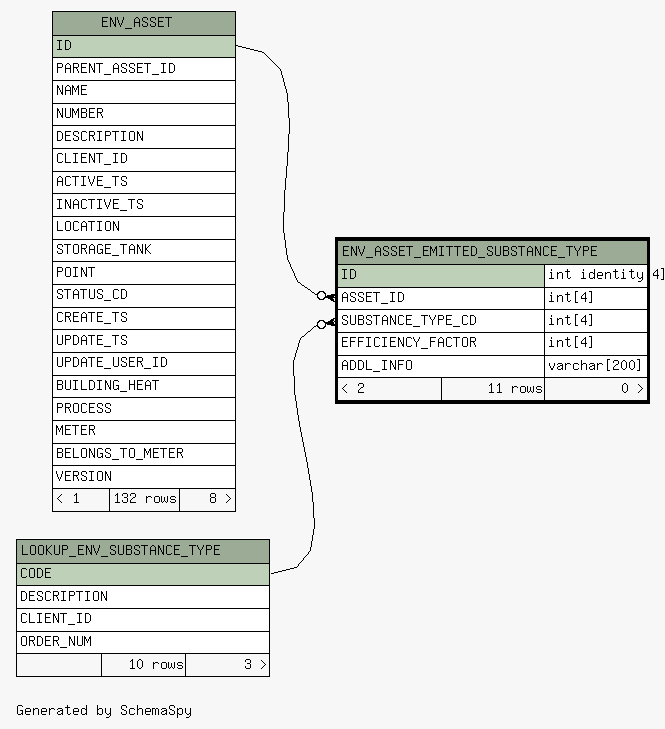 ENV_ASSET
ID
PARENT_ASSET_ID
NAME
NUMBER
DESCRIPTION
CLIENT_ID
ACTIVE_TS
INACTIVE_TS
LOCATION
STORAGE_TANK
POINT
STATUS_CD
CREATE_TS
UPDATE_TS
UPDATE_USER_ID
BUILDING_HEAT
PROCESS
METER
BELONGS_TO_METER
VERSION
< 1 132 rows 8 >
ENV_ASSET_EMITTED_SUBSTANCE_TYPE
ID int identity 4]
ASSET_ID int[4]
SUBSTANCE_TYPE_CD int[4]
EFFICIENCY_FACTOR int[4]
ADDL_INFO varchar[200]
< 2 11 rows 0 >
LOOKUP_ENV_SUBSTANCE_TYPE
CODE
DESCRIPTION
CLIENT_ID
ORDER_NUM
10 rows 3 >
Generated by SchemaSpy